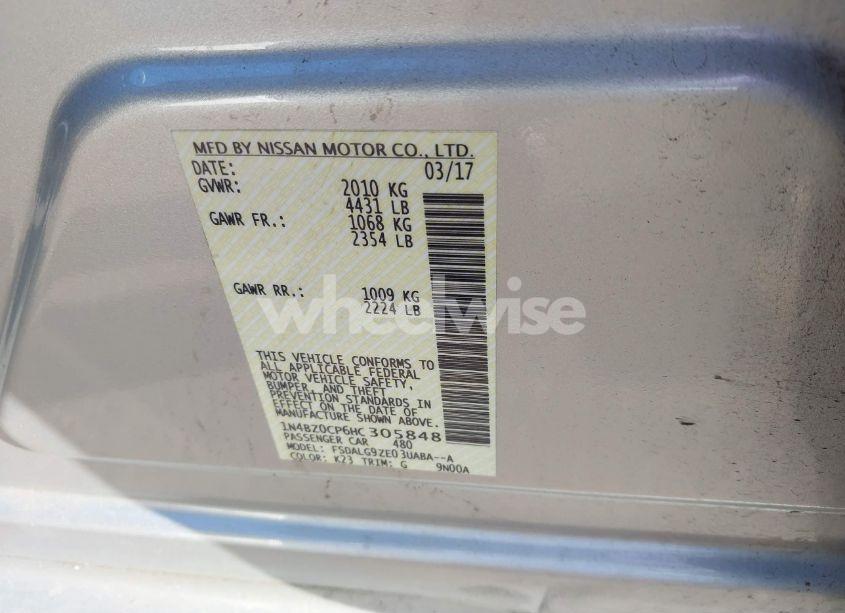 MFD BY NISSAN MOTOR CO., LTD.
DATE: 03/17
GVWR: 2010 KG
4431 LB
GAWR FR.: 1068 KG
2354 LB
GAWR RR.: 1009 KG
2224 LB
wheelwise
THIS VEHICLE CONFORMS TO
ALL APPLICABLE FEDERAL
MOTOR VEHICLE SAFETY,
BUMPER, AND THEFT
PREVENTION STANDARDS IN
EFFECT ON THE DATE OF
MANUFACTURE SHOWN ABOVE.
1N4BZ0CP6HC305848
PASSENGER CAR 480
MODEL: FSDALG9ZE03UABA--A
COLOR: K23 TRIM: G 9N00A